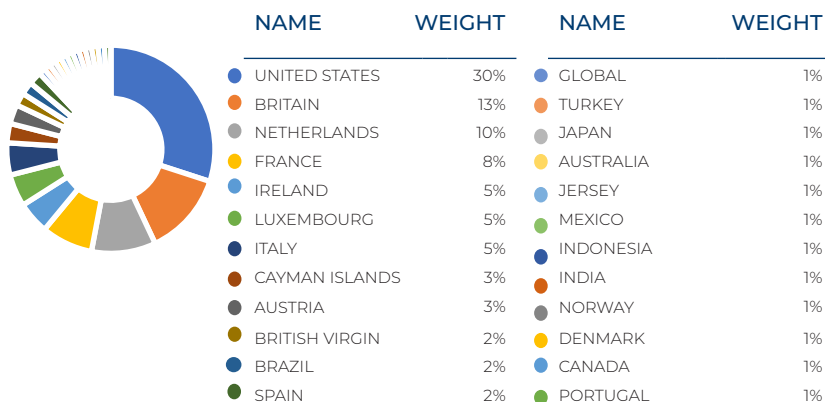 NAME WEIGHT NAME WEIGHT
UNITED STATES 30% GLOBAL 1%
BRITAIN 13% TURKEY 1%
NETHERLANDS 10% JAPAN 1%
FRANCE 8% AUSTRALIA 1%
IRELAND 5% JERSEY 1%
LUXEMBOURG 5% MEXICO 1%
ITALY 5% INDONESIA 1%
CAYMAN ISLANDS 3% INDIA 1%
AUSTRIA 3% NORWAY 1%
BRITISH VIRGIN 2% DENMARK 1%
BRAZIL 2% CANADA 1%
SPAIN 2% PORTUGAL 1%